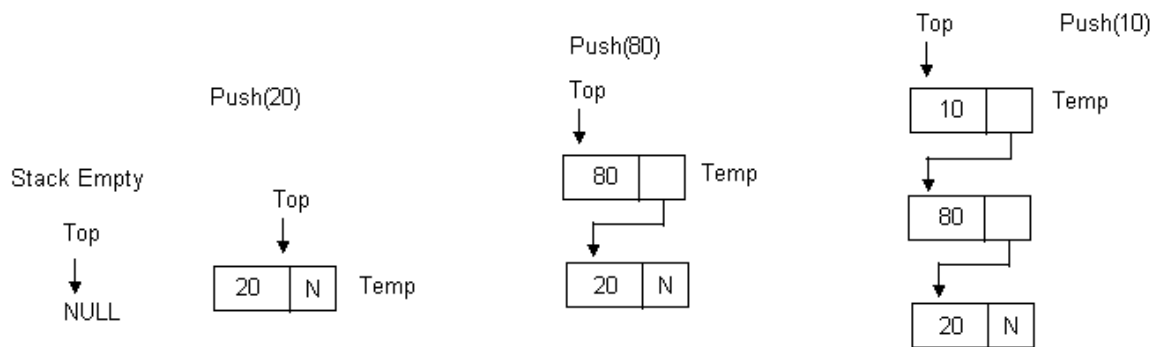 Stack Empty
Top
NULL
Push(20)
Top
20 N Temp
Push(80)
Top
80 Temp
20 N
Top Push(10)
10 Temp
80
20 N